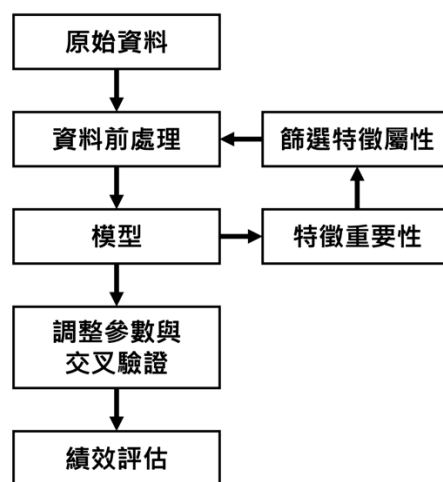 原始資料
資料前處理
篩選特徵屬性
模型
特徵重要性
調整參數與
交叉驗證
績效評估